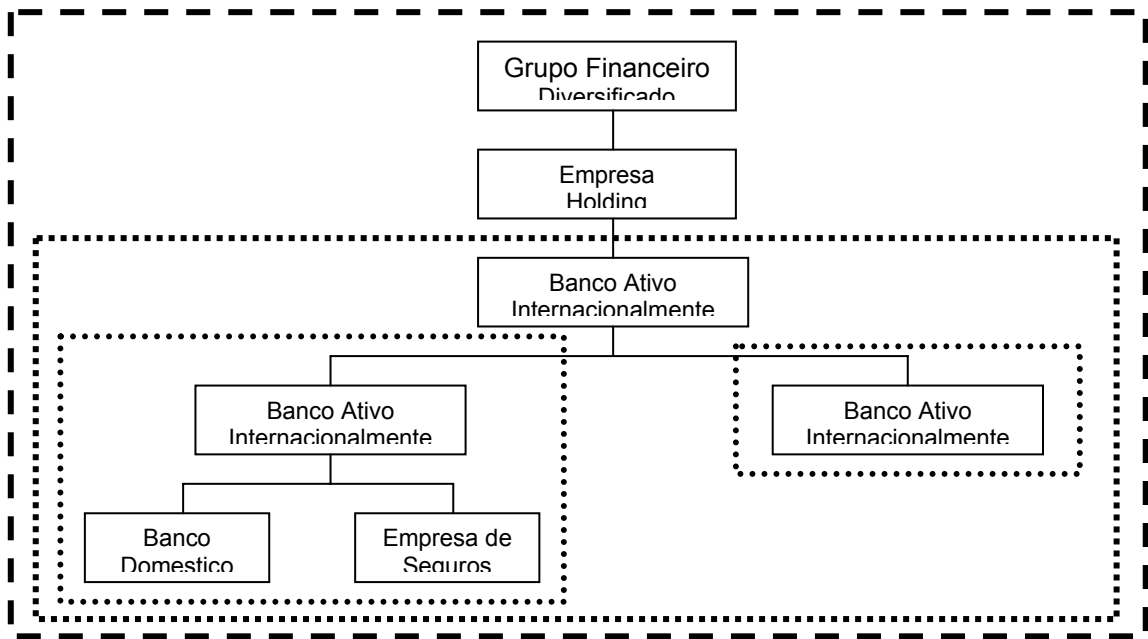 Grupo Financeiro
Diversificado
Empresa
Holding
Banco Ativo
Internacionalmente
Banco Ativo
Internacionalmente
Banco Ativo
Internacionalmente
Banco
Domestico
Empresa de
Seguros